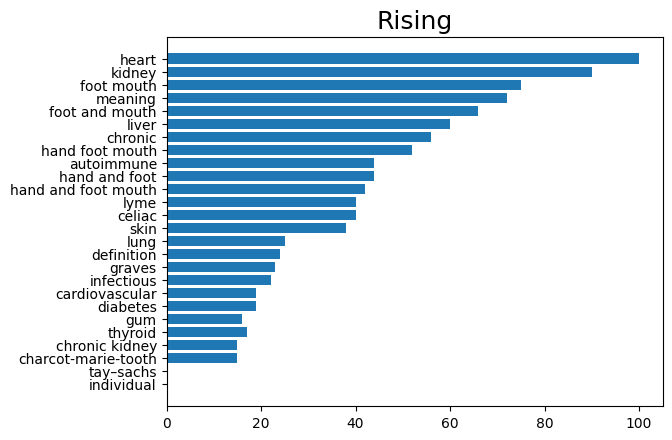 Rising
heart
kidney
foot mouth
meaning
foot and mouth
liver
chronic
hand foot mouth
autoimmune
hand and foot
hand and foot mouth
lyme
celiac
skin
lung
definition
graves
infectious
cardiovascular
diabetes
gum
thyroid
chronic kidney
charcot-marie-tooth
tay–sachs
individual
0 20 40 60 80 100